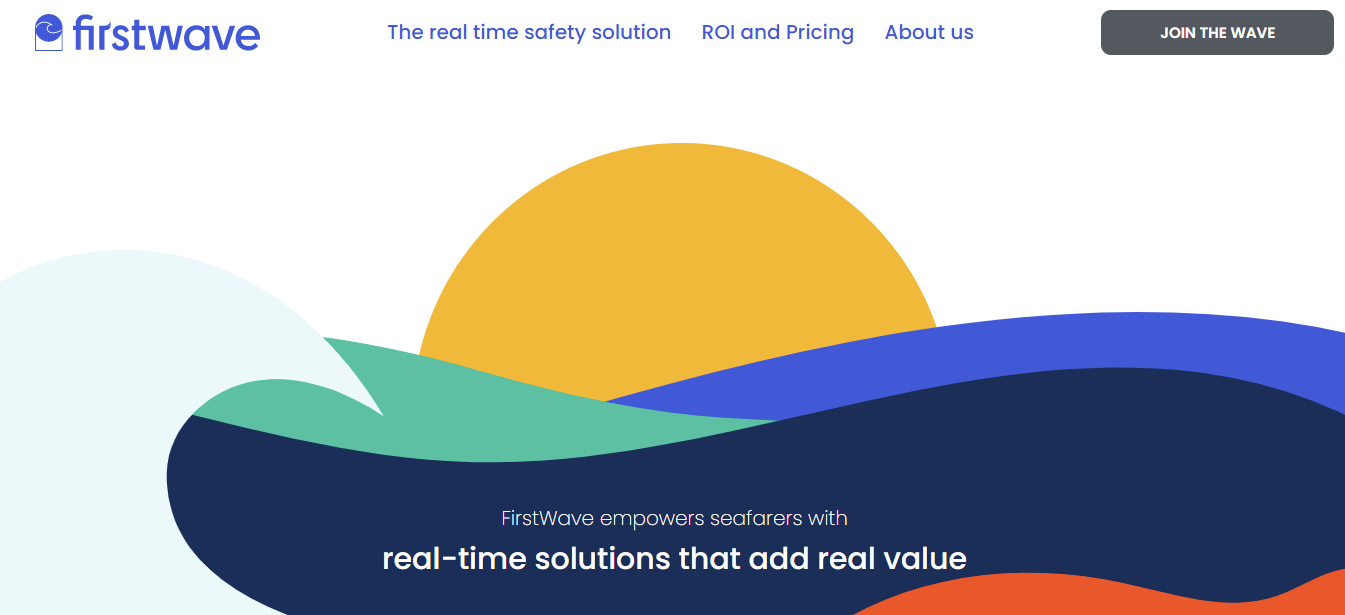 firstwave
The real time safety solution
ROI and Pricing
About us
JOIN THE WAVE
FirstWave empowers seafarers with
real-time solutions that add real value